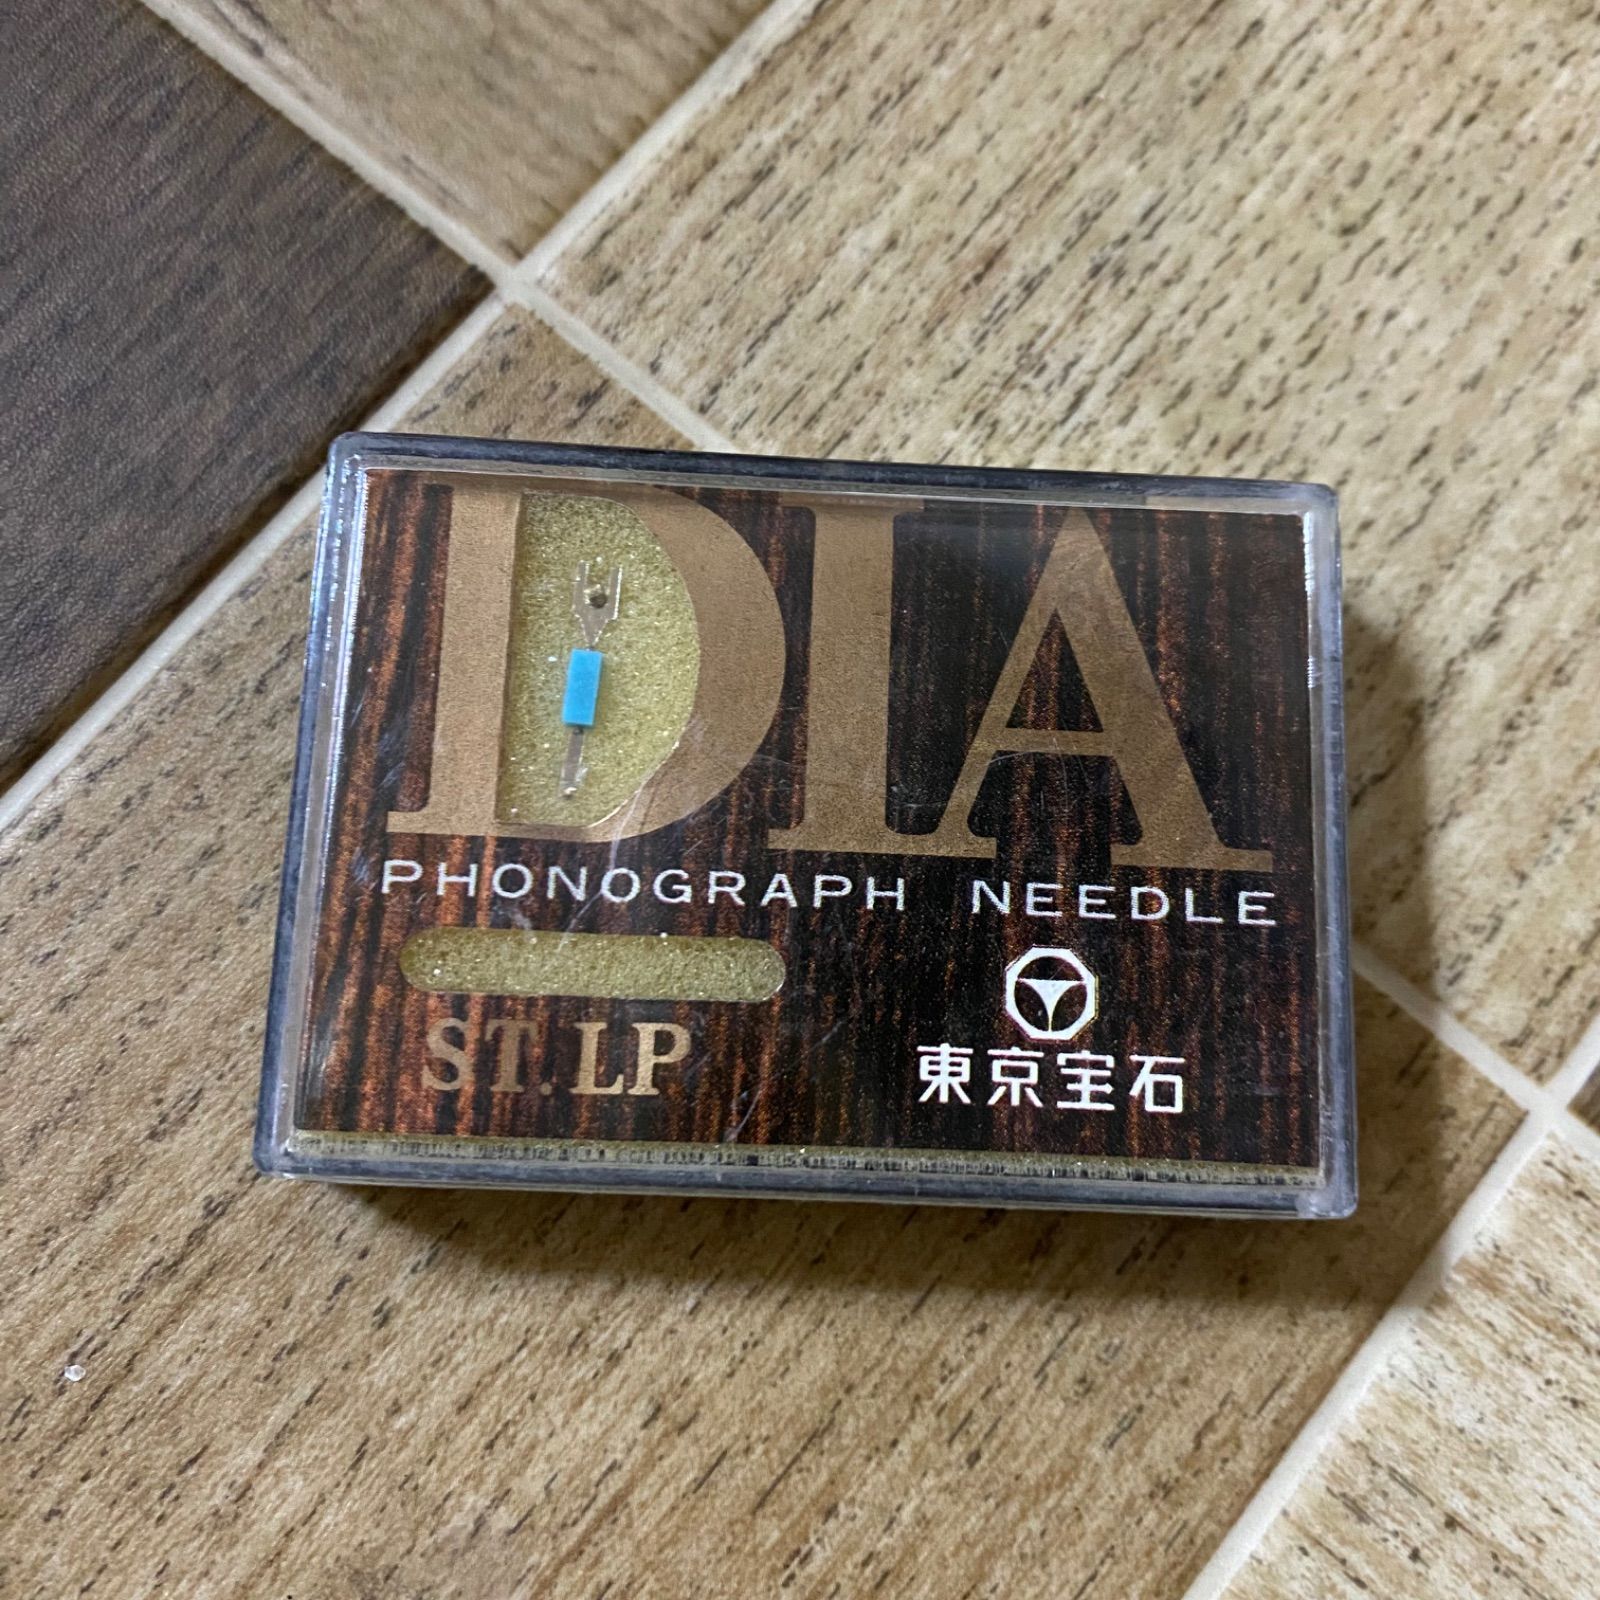 DIA
PHONOGRAPH NEEDLE
ST. LP
東京宝石